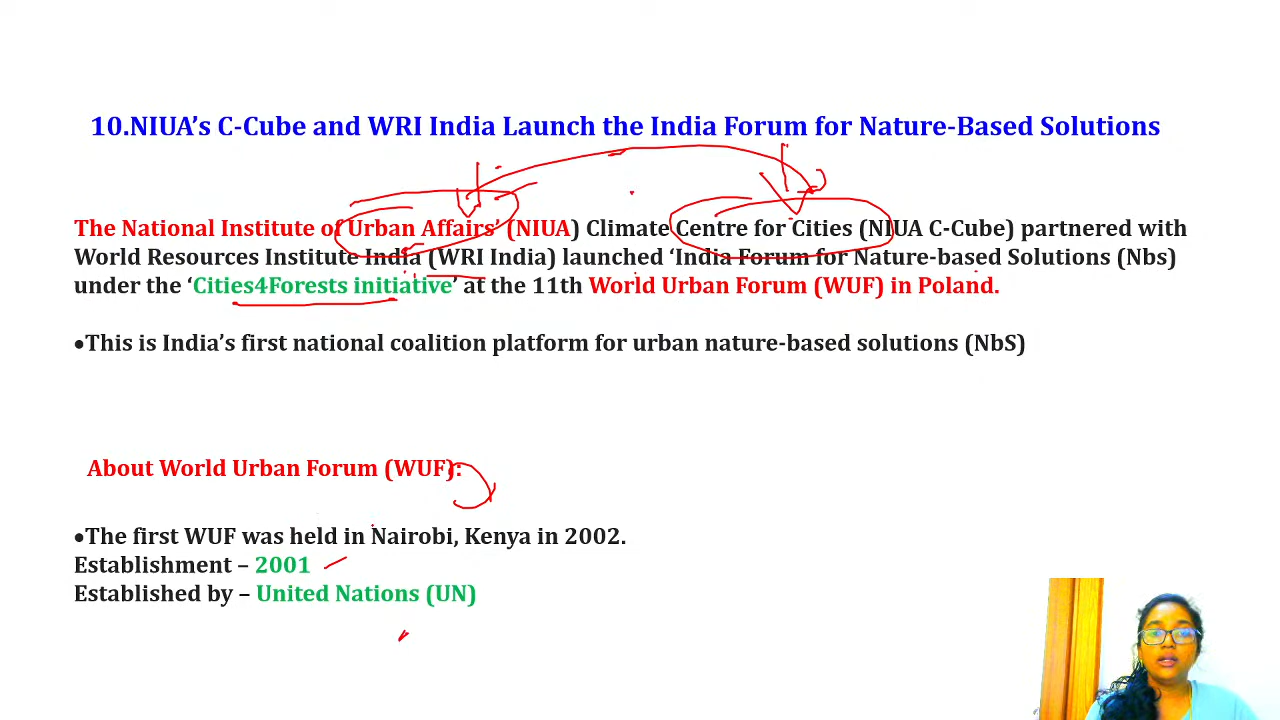 10.NIUA’s C-Cube and WRI India Launch the India Forum for Nature-Based Solutions
The National Institute of Urban Affairs’ (NIUA) Climate Centre for Cities (NIUA C-Cube) partnered with
World Resources Institute India (WRI India) launched ‘India Forum for Nature-based Solutions (Nbs)
under the ‘Cities4Forests initiative’ at the 11th World Urban Forum (WUF) in Poland.
•This is India’s first national coalition platform for urban nature-based solutions (NbS)
About World Urban Forum (WUF):
•The first WUF was held in Nairobi, Kenya in 2002.
Establishment – 2001
Established by – United Nations (UN)